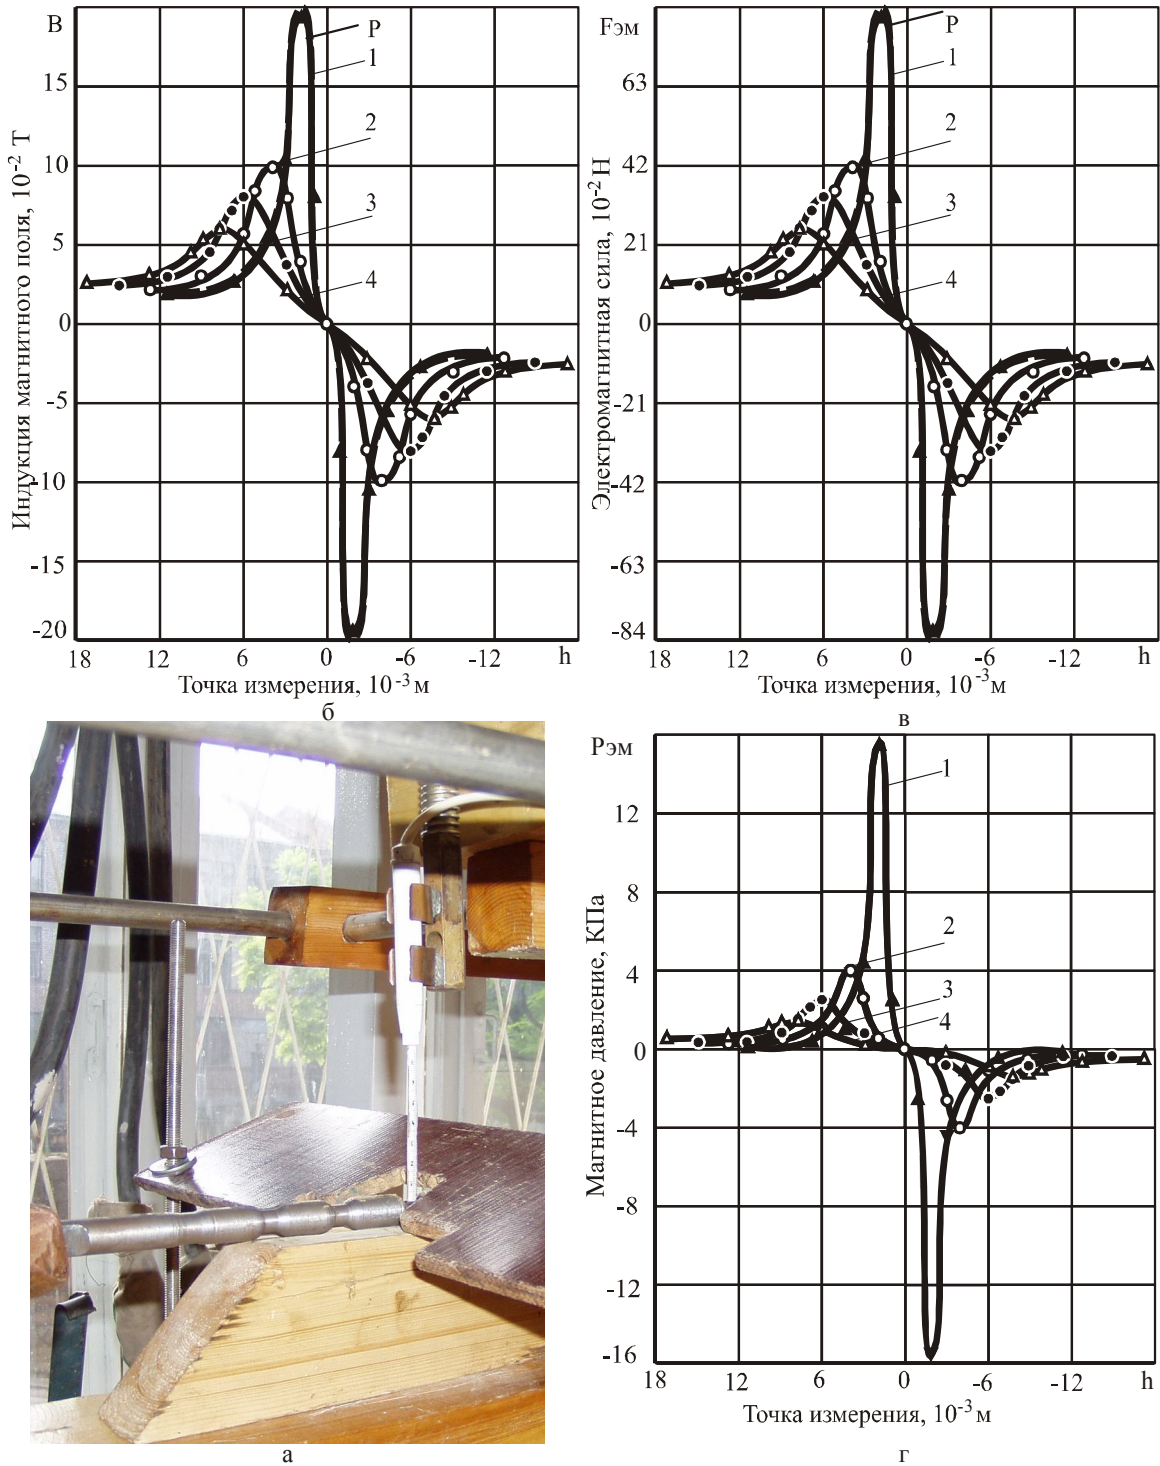 B
P
1
15
2
10
3
5
4
0
-5
-10
-15
-20
18 12 6 0 -6 -12 h
Индукция магнитного поля, 10-2 Т
Точка измерения, 10-3 м
б
Fэм
P
1
63
2
42
3
21
4
0
-21
-42
-63
-84
18 12 6 0 -6 -12 h
Электромагнитная сила, 10-2 Н
Точка измерения, 10-3 м
в
а
Pэм
1
12
8
2
4
3
4
0
-4
-8
-12
-16
18 12 6 0 -6 -12 h
Магнитное давление, КПа
Точка измерения, 10-3 м
г